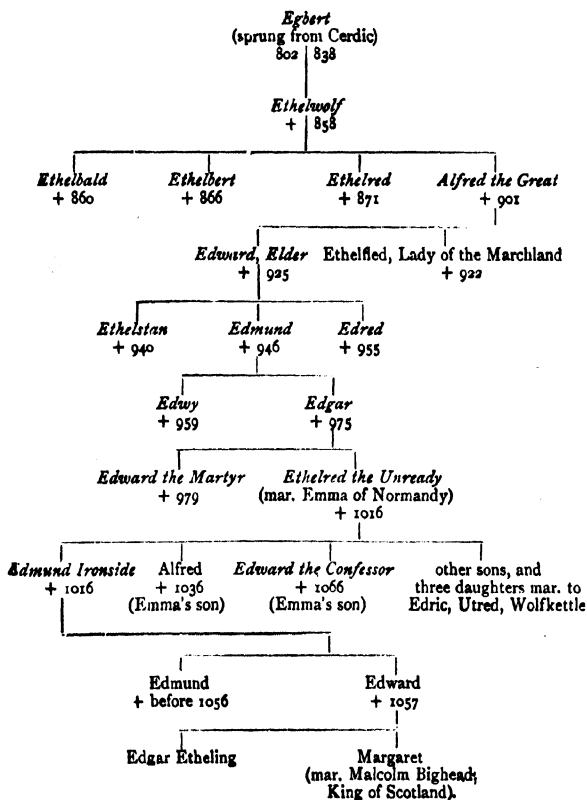 Egbert
(sprung from Cerdic)
802 838
Ethelwolf
+ 858
Ethelbald Ethelbert Ethelred Alfred the Great
+ 860 + 866 + 871 + 901
Edward, Elder Ethelfled, Lady of the Marchland
+ 925 + 922
Ethelstan Edmund Edred
+ 940 + 946 + 955
Edwy Edgar
+ 959 + 975
Edward the Martyr Ethelred the Unready
+ 979 (mar. Emma of Normandy)
+ 1016
Edmund Ironside Alfred Edward the Confessor other sons, and
+ 1016 + 1036 + 1066 three daughters mar. to
(Emma's son) (Emma's son) Edric, Utred, Wolfkettle
Edmund Edward
+ before 1056 + 1057
Edgar Etheling Margaret
(mar. Malcolm Bighead,
King of Scotland).